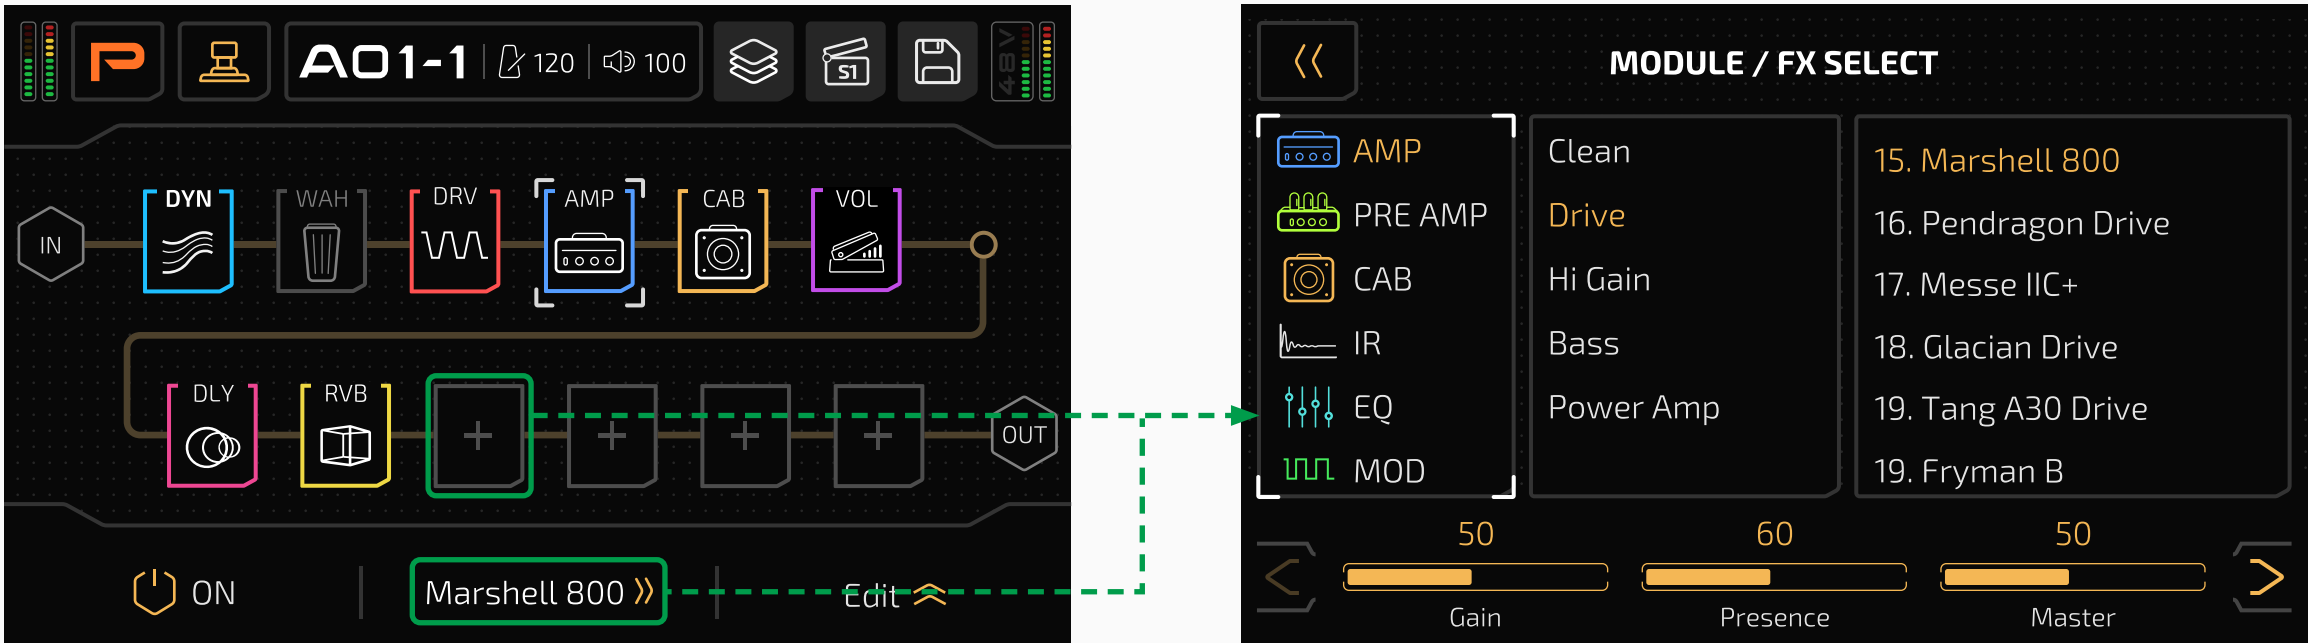 A01-1
120
100
S1
48V
DYN
WAH
DRV
AMP
CAB
VOL
IN
DLY
RVB
OUT
ON
Marshell 800
Edit
MODULE / FX SELECT
AMP
PRE AMP
CAB
IR
EQ
MOD
Clean
Drive
Hi Gain
Bass
Power Amp
15. Marshell 800
16. Pendragon Drive
17. Messe IIC+
18. Glacian Drive
19. Tang A30 Drive
19. Fryman B
50
60
50
Gain
Presence
Master